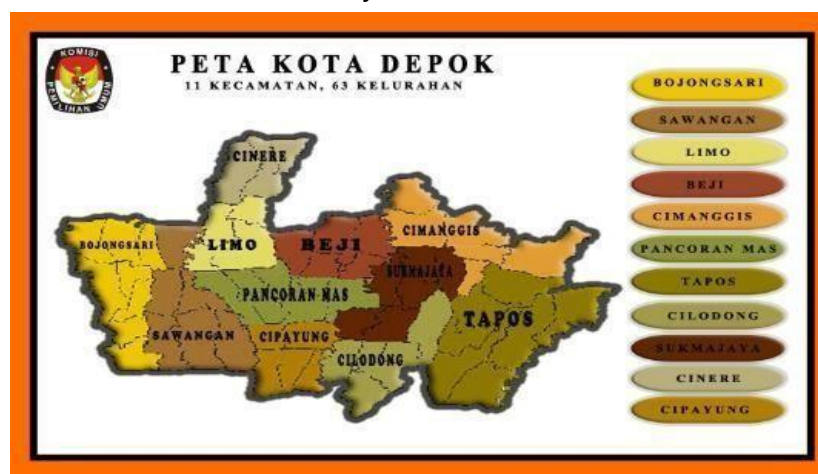 KOMISI
PEMILIHAN UMUM
PETA KOTA DEPOK
11 KECAMATAN, 63 KELURAHAN
CINERE
BOJONGSARI
LIMO
BEJI
CIMANGGIS
SUKMAJAYA
PANCORAN MAS
SAWANGAN
CIPAYUNG
TAPOS
CILODONG
BOJONGSARI
SAWANGAN
LIMO
BEJI
CIMANGGIS
PANCORAN MAS
TAPOS
CILODONG
SUKMAJAYA
CINERE
CIPAYUNG